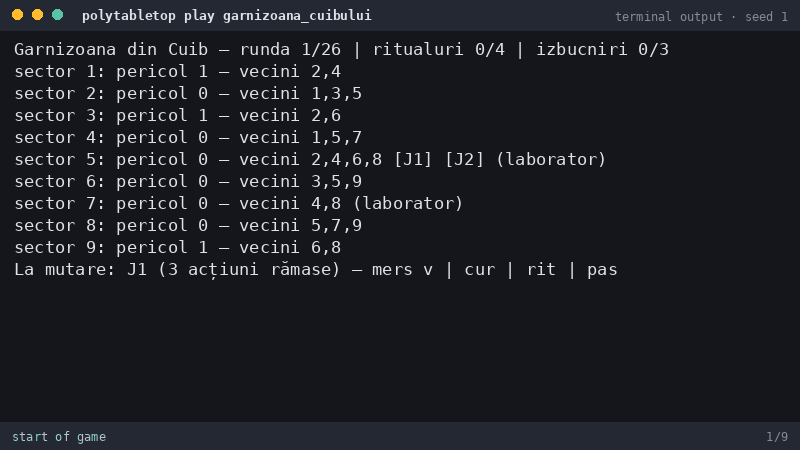 polytabletop play garnizoana_cuibului
terminal output · seed 1
Garnizoana din Cuib — runda 1/26 | ritualuri 0/4 | izbucniri 0/3
sector 1: pericol 1 — vecini 2,4
sector 2: pericol 0 — vecini 1,3,5
sector 3: pericol 1 — vecini 2,6
sector 4: pericol 0 — vecini 1,5,7
sector 5: pericol 0 — vecini 2,4,6,8 [J1] [J2] (laborator)
sector 6: pericol 0 — vecini 3,5,9
sector 7: pericol 0 — vecini 4,8 (laborator)
sector 8: pericol 0 — vecini 5,7,9
sector 9: pericol 1 — vecini 6,8
La mutare: J1 (3 acțiuni rămase) — mers v | cur | rit | pas
start of game
1/9